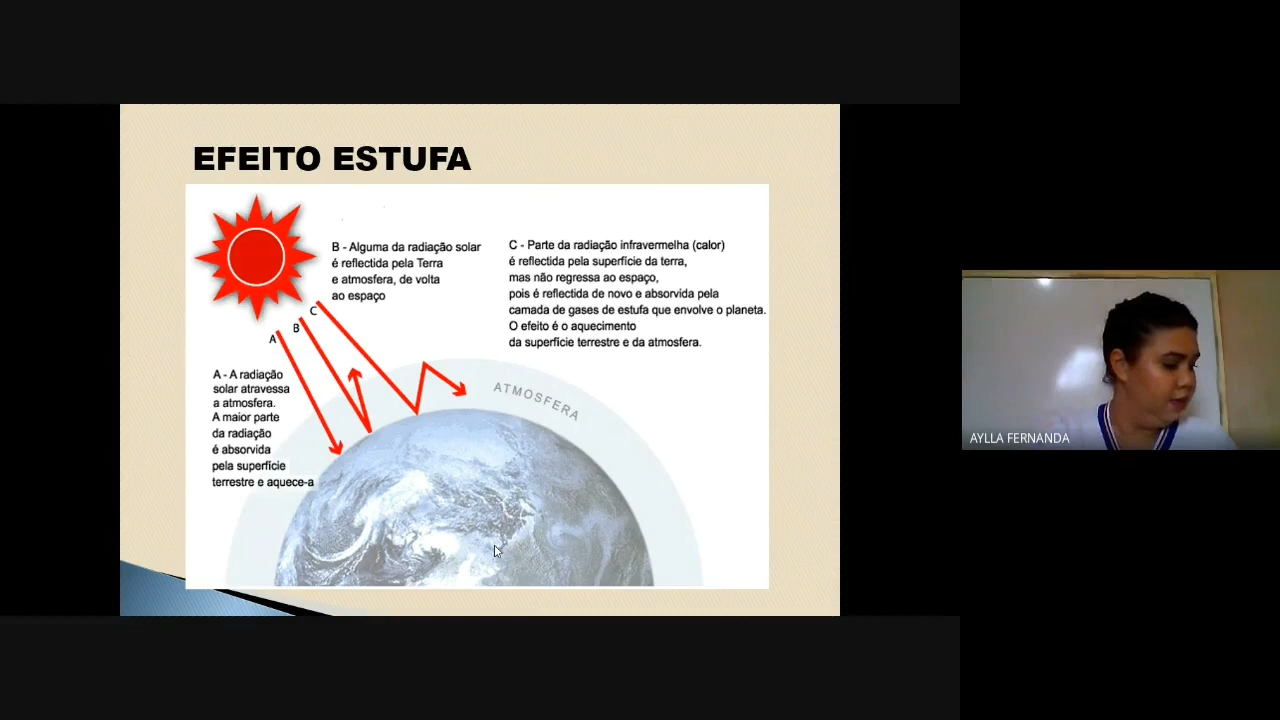 EFEITO ESTUFA
B - Alguma da radiação solar
é reflectida pela Terra
e atmosfera, de volta
ao espaço
C - Parte da radiação infravermelha (calor)
é reflectida pela superfície da terra,
mas não regressa ao espaço,
pois é reflectida de novo e absorvida pela
camada de gases de estufa que envolve o planeta.
O efeito é o aquecimento
da superfície terrestre e da atmosfera.
C
B
A
A - A radiação
solar atravessa
a atmosfera.
A maior parte
da radiação
é absorvida
pela superfície
terrestre e aquece-a
ATMOSFERA
AYLLA FERNANDA